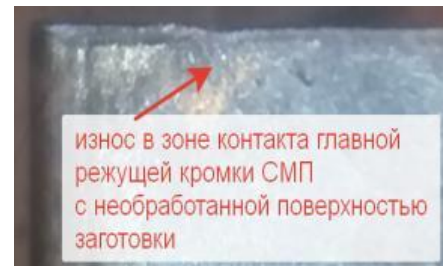 износ в зоне контакта главной
режущей кромки СМП
с необработанной поверхностью
заготовки